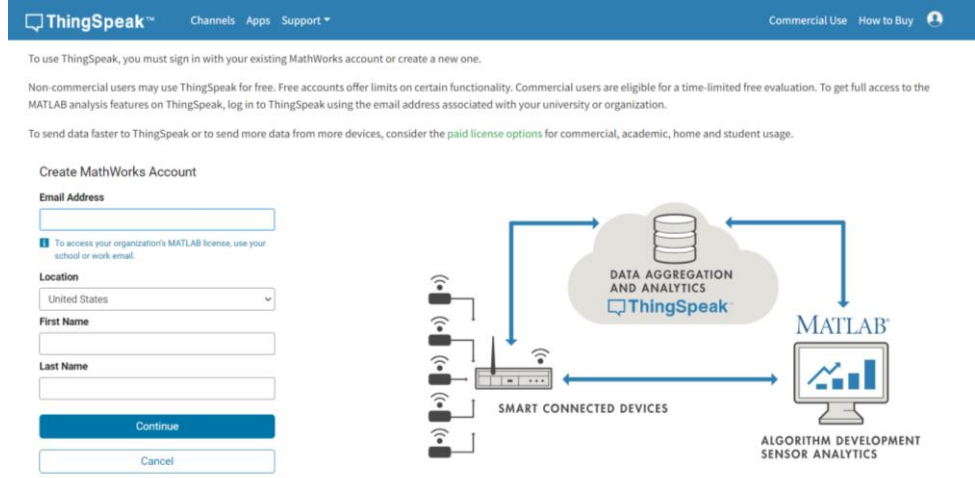 ThingSpeak™ Channels Apps Support Commercial Use How to Buy
To use ThingSpeak, you must sign in with your existing MathWorks account or create a new one.
Non-commercial users may use ThingSpeak for free. Free accounts offer limits on certain functionality. Commercial users are eligible for a time-limited free evaluation. To get full access to the
MATLAB analysis features on ThingSpeak, log in to ThingSpeak using the email address associated with your university or organization.
To send data faster to ThingSpeak or to send more data from more devices, consider the paid license options for commercial, academic, home and student usage.
Create MathWorks Account
Email Address
To access your organization's MATLAB license, use your
school or work email.
Location
United States
First Name
Last Name
Continue
Cancel
DATA AGGREGATION
AND ANALYTICS
ThingSpeak™
MATLAB®
SMART CONNECTED DEVICES
ALGORITHM DEVELOPMENT
SENSOR ANALYTICS